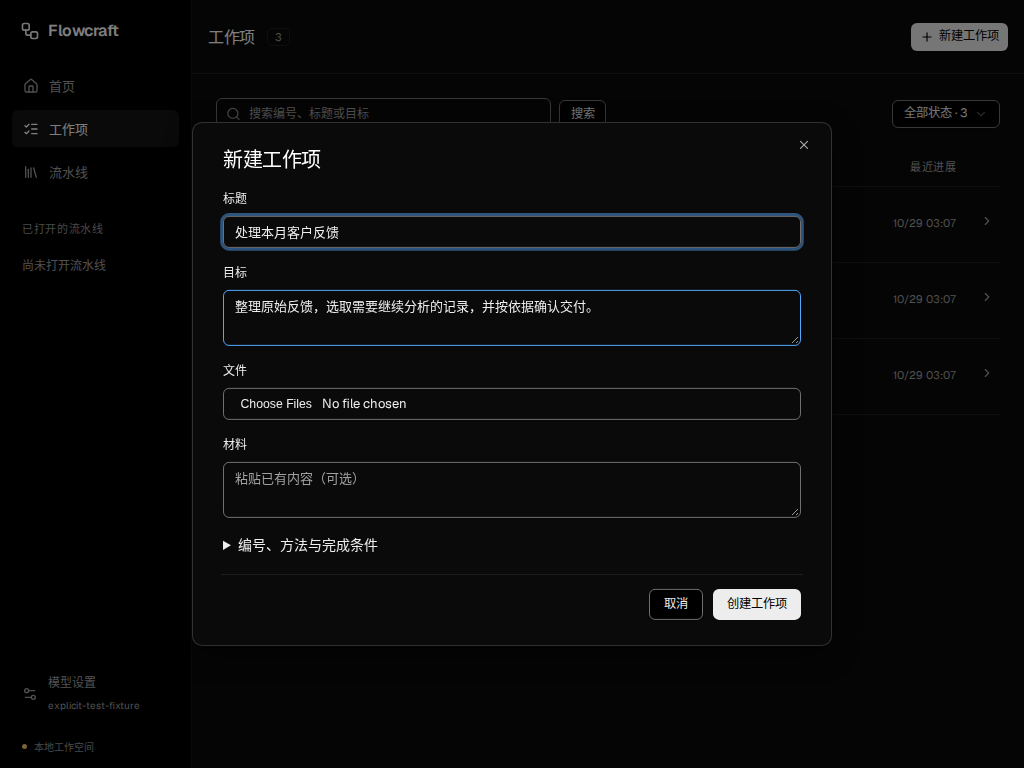 Flowcraft
首页
工作项
流水线
已打开的流水线
尚未打开流水线
模型设置
explicit-test-fixture
本地工作空间
工作项 3
新建工作项
搜索编号、标题或目标
搜索
全部状态 · 3
最近进展
10/29 03:07
10/29 03:07
10/29 03:07
新建工作项
标题
处理本月客户反馈
目标
整理原始反馈，选取需要继续分析的记录，并按依据确认交付。
文件
Choose Files No file chosen
材料
粘贴已有内容（可选）
编号、方法与完成条件
取消
创建工作项